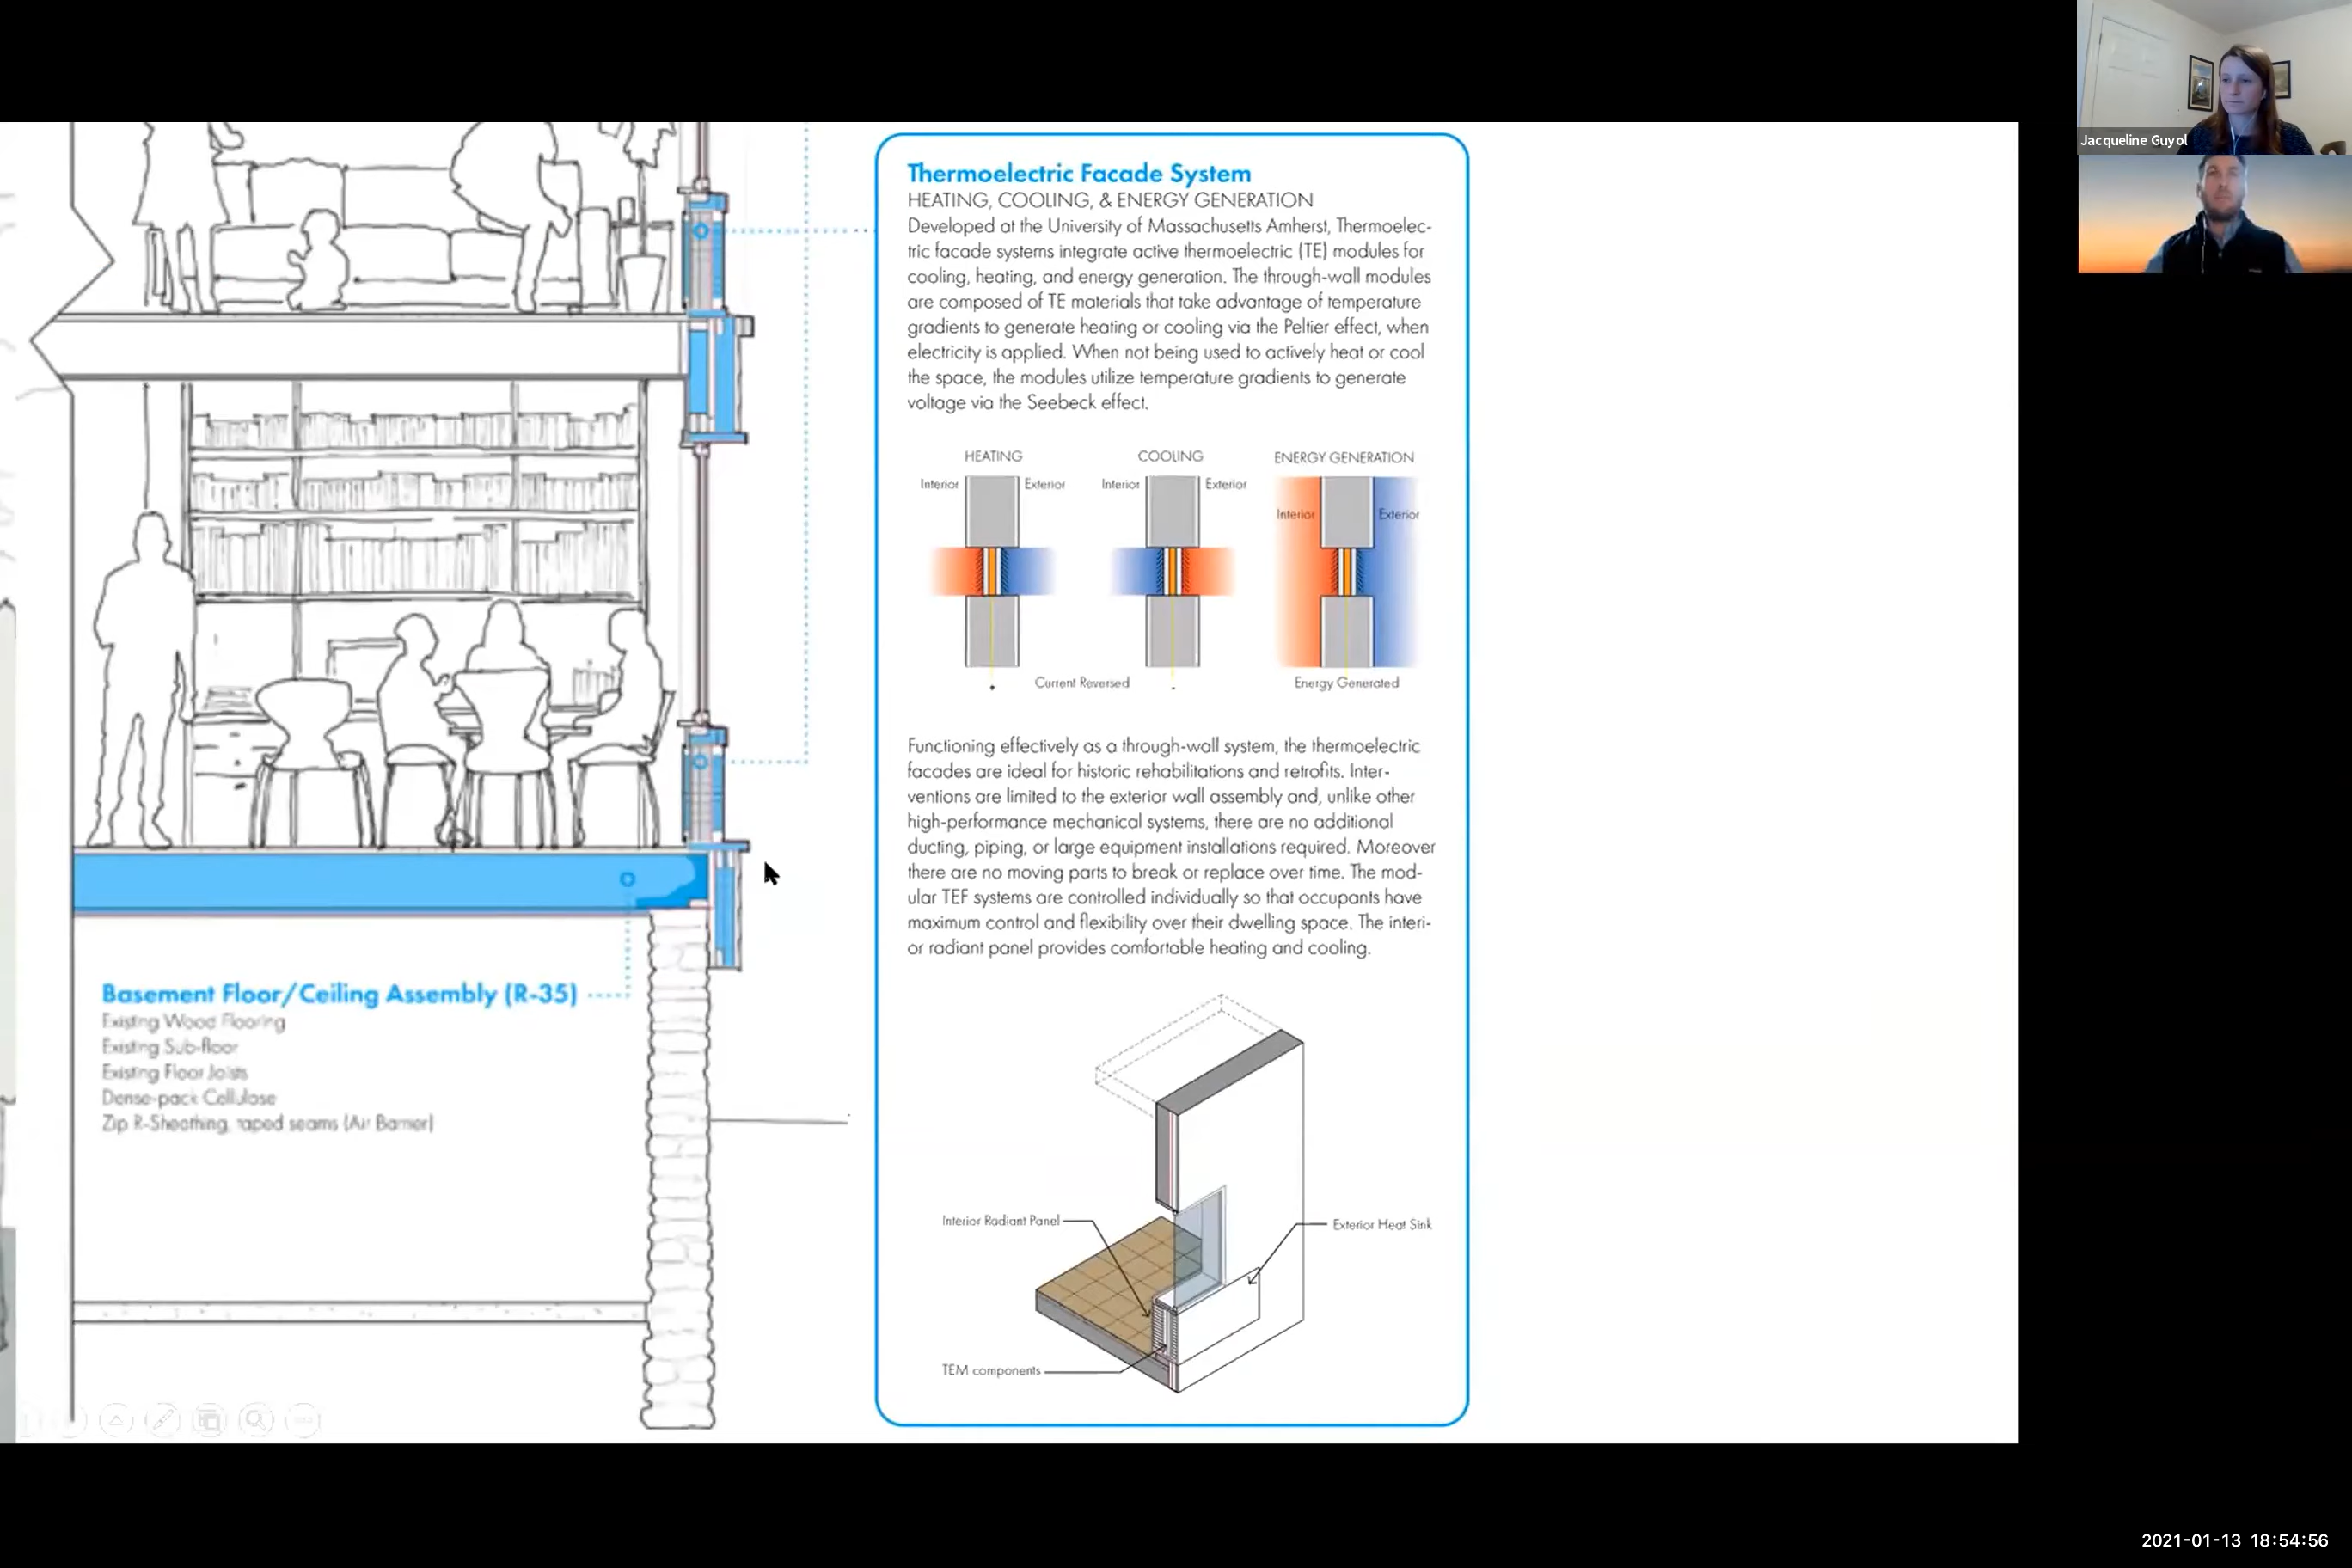 Jacqueline Guyol
Thermoelectric Facade System
HEATING, COOLING, & ENERGY GENERATION
Developed at the University of Massachusetts Amherst, Thermoelec-
tric facade systems integrate active thermoelectric (TE) modules for
cooling, heating, and energy generation. The through-wall modules
are composed of TE materials that take advantage of temperature
gradients to generate heating or cooling via the Peltier effect, when
electricity is applied. When not being used to actively heat or cool
the space, the modules utilize temperature gradients to generate
voltage via the Seebeck effect.
HEATING
COOLING
ENERGY GENERATION
Interior
Exterior
Interior
Exterior
Interior
Exterior
+
Current Reversed
-
Energy Generated
Functioning effectively as a through-wall system, the thermoelectric
facades are ideal for historic rehabilitations and retrofits. Inter-
ventions are limited to the exterior wall assembly and, unlike other
high-performance mechanical systems, there are no additional
ducting, piping, or large equipment installations required. Moreover
there are no moving parts to break or replace over time. The mod-
ular TEF systems are controlled individually so that occupants have
maximum control and flexibility over their dwelling space. The interi-
or radiant panel provides comfortable heating and cooling.
Basement Floor/Ceiling Assembly (R-35)
Existing Wood Flooring
Existing Sub-floor
Existing Floor Joists
Dense-pack Cellulose
Zip R-Sheathing, taped seams (Air Barrier)
Interior Radiant Panel
Exterior Heat Sink
TEM components
2021-01-13 18:54:56